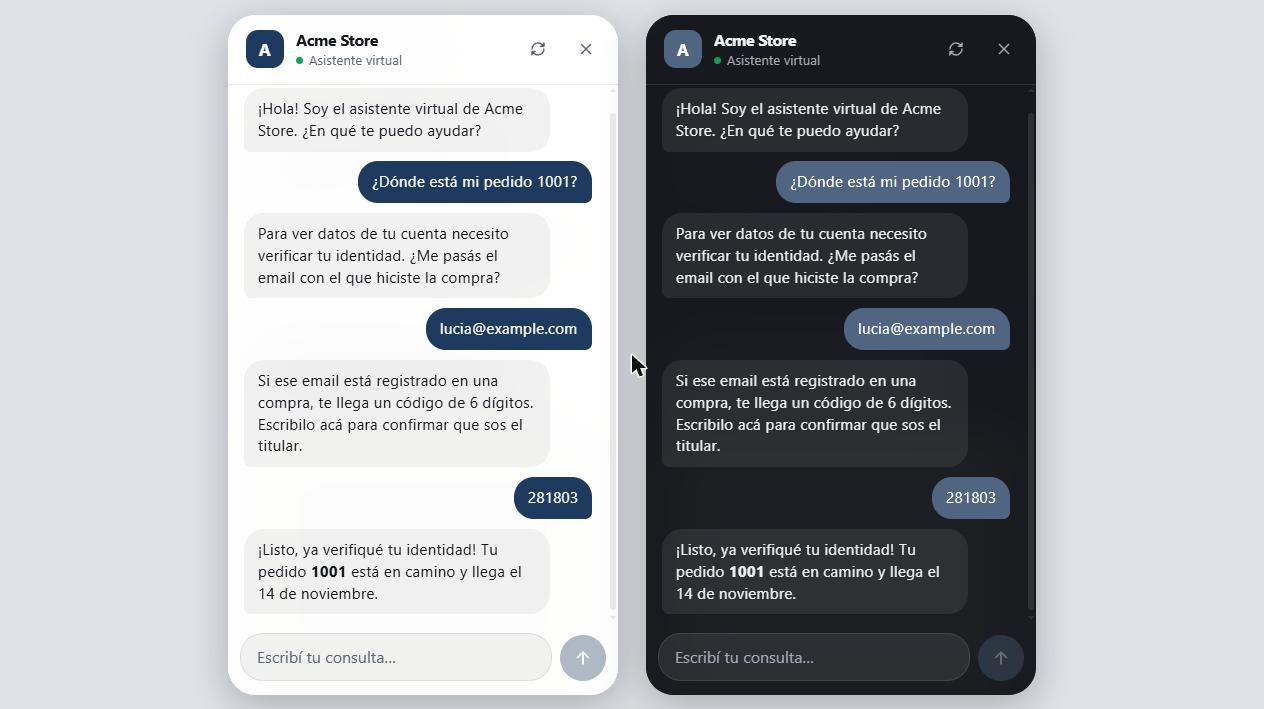 A
Acme Store
Asistente virtual
¡Hola! Soy el asistente virtual de Acme
Store. ¿En qué te puedo ayudar?
¿Dónde está mi pedido 1001?
Para ver datos de tu cuenta necesito
verificar tu identidad. ¿Me pasás el
email con el que hiciste la compra?
lucia@example.com
Si ese email está registrado en una
compra, te llega un código de 6 dígitos.
Escribilo acá para confirmar que sos el
titular.
281803
¡Listo, ya verifiqué tu identidad! Tu
pedido 1001 está en camino y llega el
14 de noviembre.
Escribí tu consulta...
A
Acme Store
Asistente virtual
¡Hola! Soy el asistente virtual de Acme
Store. ¿En qué te puedo ayudar?
¿Dónde está mi pedido 1001?
Para ver datos de tu cuenta necesito
verificar tu identidad. ¿Me pasás el
email con el que hiciste la compra?
lucia@example.com
Si ese email está registrado en una
compra, te llega un código de 6 dígitos.
Escribilo acá para confirmar que sos el
titular.
281803
¡Listo, ya verifiqué tu identidad! Tu
pedido 1001 está en camino y llega el
14 de noviembre.
Escribí tu consulta...